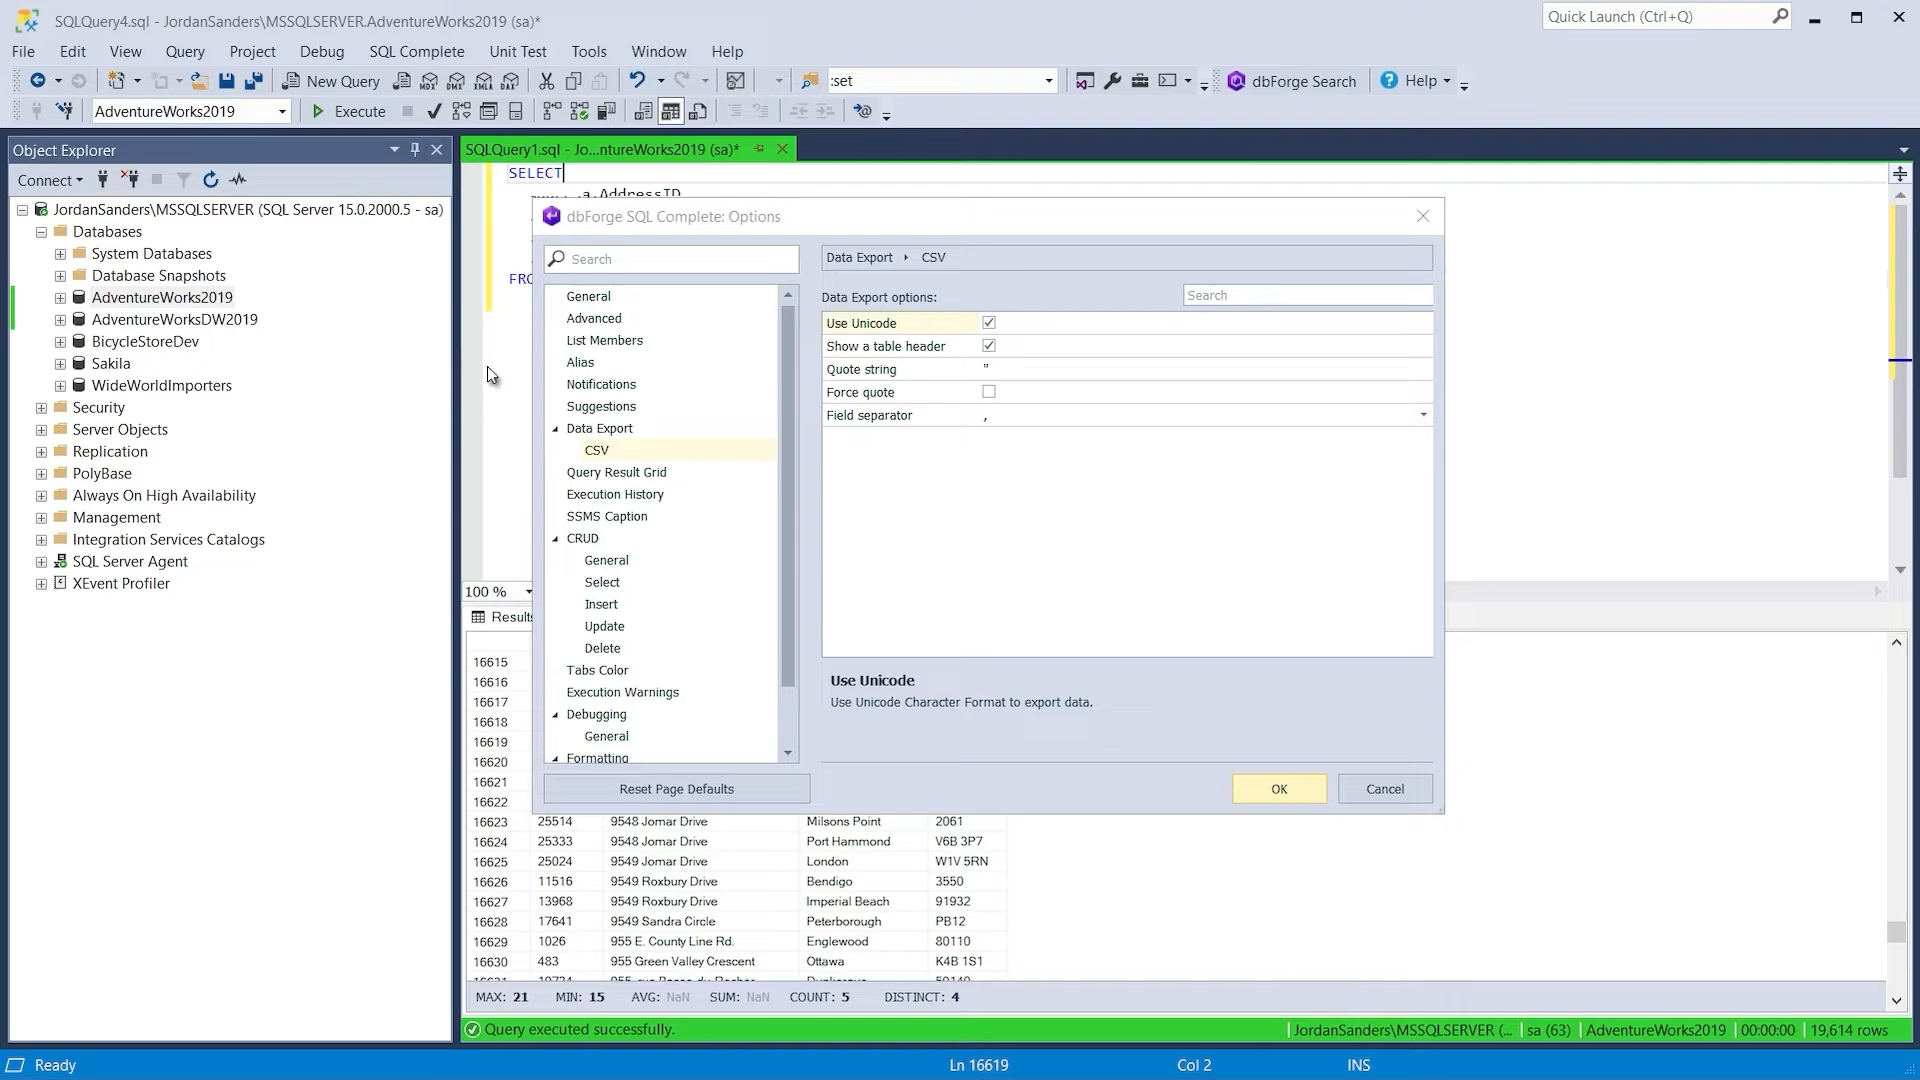 SQLQuery4.sql - JordanSanders\MSSQLSERVER.AdventureWorks2019 (sa)*
Quick Launch (Ctrl+Q)
File Edit View Query Project Debug SQL Complete Unit Test Tools Window Help
New Query
MDX DMX XMLA DAX
:set
dbForge Search
Help
AdventureWorks2019
Execute
Object Explorer
SQLQuery1.sql - Jo...ntureWorks2019 (sa)*
Connect
SELECT
a.AddressID
JordanSanders\MSSQLSERVER (SQL Server 15.0.2000.5 - sa)
Databases
System Databases
Database Snapshots
AdventureWorks2019
AdventureWorksDW2019
BicycleStoreDev
Sakila
WideWorldImporters
Security
Server Objects
Replication
PolyBase
Always On High Availability
Management
Integration Services Catalogs
SQL Server Agent
XEvent Profiler
FRO
dbForge SQL Complete: Options
Search
General
Advanced
List Members
Alias
Notifications
Suggestions
Data Export
CSV
Query Result Grid
Execution History
SSMS Caption
CRUD
General
Select
Insert
Update
Delete
Tabs Color
Execution Warnings
Debugging
General
Formatting
Reset Page Defaults
Data Export CSV
Data Export options:
Search
Use Unicode
Show a table header
Quote string "
Force quote
Field separator ,
Use Unicode
Use Unicode Character Format to export data.
OK
Cancel
100 %
Results
16615
16616
16617
16618
16619
16620
16621
16622
16623 25514 9548 Jomar Drive Milsons Point 2061
16624 25333 9548 Jomar Drive Port Hammond V6B 3P7
16625 25024 9549 Jomar Drive London W1V 5RN
16626 11516 9549 Roxbury Drive Bendigo 3550
16627 13968 9549 Roxbury Drive Imperial Beach 91932
16628 17641 9549 Sandra Circle Peterborough PB12
16629 1026 955 E. County Line Rd. Englewood 80110
16630 483 955 Green Valley Crescent Ottawa K4B 1S1
MAX: 21 MIN: 15 AVG: NaN SUM: NaN COUNT: 5 DISTINCT: 4
Query executed successfully.
JordanSanders\MSSQLSERVER (... sa (63) AdventureWorks2019 00:00:00 19,614 rows
Ready
Ln 16619
Col 2
INS